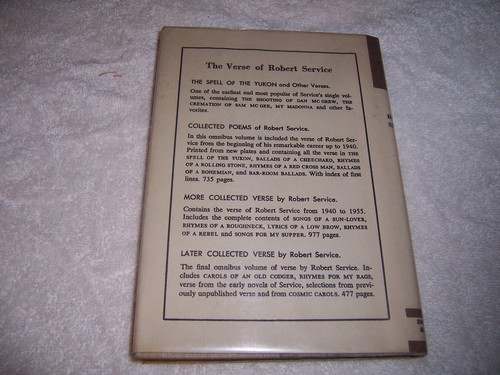 The Verse of Robert Service
THE SPELL OF THE YUKON and Other Verses.
One of the earliest and most popular of Service's single vol-
umes, containing THE SHOOTING OF DAN MC GREW, THE
CREMATION OF SAM MC GEE, MY MADONNA and other fa-
vorites.
COLLECTED POEMS of Robert Service.
In this omnibus volume is included the verse of Robert Ser-
vice from the beginning of his remarkable career up to 1940.
Printed from new plates and containing all the verse in THE
SPELL OF THE YUKON, BALLADS OF A CHEECHAKO, RHYMES
OF A ROLLING STONE, RHYMES OF A RED CROSS MAN, BALLADS
OF A BOHEMIAN, and BAR-ROOM BALLADS. With index of first
lines. 735 pages.
MORE COLLECTED VERSE by Robert Service.
Contains the verse of Robert Service from 1940 to 1955.
Includes the complete contents of SONGS OF A SUN-LOVER,
RHYMES OF A ROUGHNECK, LYRICS OF A LOW BROW, RHYMES
OF A REBEL and SONGS FOR MY SUPPER. 977 pages.
LATER COLLECTED VERSE by Robert Service.
The final omnibus volume of verse by Robert Service. In-
cludes CAROLS OF AN OLD CODGER, RHYMES FOR MY RAGS,
verse from the early novels of Service, selections from previ-
ously unpublished verse and from COSMIC CAROLS. 477 pages.